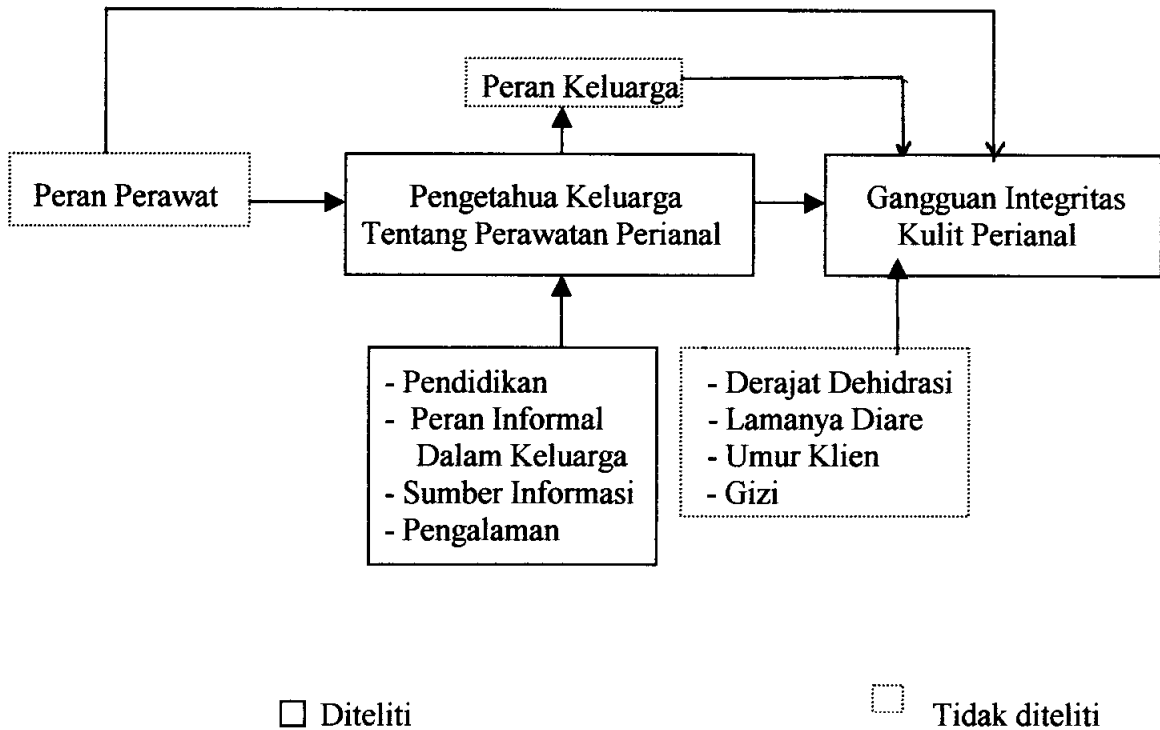 Peran Keluarga
Peran Perawat
Pengetahua Keluarga
Tentang Perawatan Perianal
Gangguan Integritas
Kulit Perianal
- Pendidikan
- Peran Informal
Dalam Keluarga
- Sumber Informasi
- Pengalaman
- Derajat Dehidrasi
- Lamanya Diare
- Umur Klien
- Gizi
Diteliti
Tidak diteliti